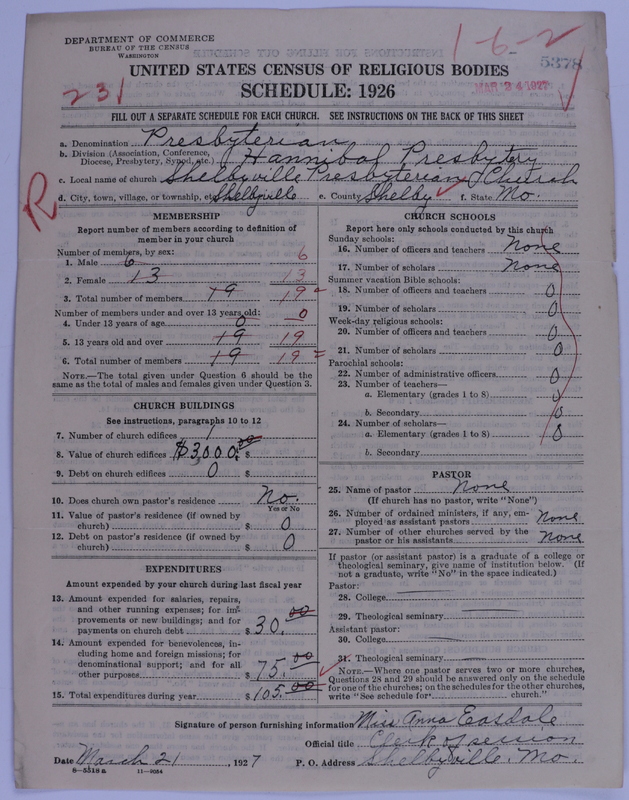 DEPARTMENT OF COMMERCE
BUREAU OF THE CENSUS
WASHINGTON
1-6-2
5378
MAR 24 1927
231
UNITED STATES CENSUS OF RELIGIOUS BODIES
SCHEDULE: 1926
FILL OUT A SEPARATE SCHEDULE FOR EACH CHURCH. SEE INSTRUCTIONS ON THE BACK OF THIS SHEET
R
a. Denomination Presbyterian
b. Division (Association, Conference, Diocese, Presbytery, Synod, etc.) Hannibal Presbytery
c. Local name of church Shelbyville Presbyterian Church
d. City, town, village, or township, etc. Shelbyville e. County Shelby f. State Mo.
MEMBERSHIP
Report number of members according to definition of
member in your church
Number of members, by sex:
1. Male 6 6
2. Female 13 13
3. Total number of members 19 19
Number of members under and over 13 years old:
4. Under 13 years of age 0 0
5. 13 years old and over 19 19
6. Total number of members 19 19
NOTE.—The total given under Question 6 should be
same as the total of males and females given under Question 3.
CHURCH BUILDINGS
See instructions, paragraphs 10 to 12
7. Number of church edifices 1
8. Value of church edifices $3,000.00 $
9. Debt on church edifices 0 $
10. Does church own pastor's residence No.
Yes or No
11. Value of pastor's residence (if owned by
church) $ 0
12. Debt on pastor's residence (if owned by
church) $ 0
EXPENDITURES
Amount expended by your church during last fiscal year
13. Amount expended for salaries, repairs,
and other running expenses; for im-
provements or new buildings; and for
payments on church debt $ 30.00
14. Amount expended for benevolences, in-
cluding home and foreign missions; for
denominational support; and for all
other purposes $ 75.00
15. Total expenditures during year $ 105.00
CHURCH SCHOOLS
Report here only schools conducted by this church
Sunday schools:
16. Number of officers and teachers None
17. Number of scholars None
Summer vacation Bible schools:
18. Number of officers and teachers 0
19. Number of scholars 0
Week-day religious schools:
20. Number of officers and teachers 0
21. Number of scholars 0
Parochial schools:
22. Number of administrative officers 0
23. Number of teachers—
a. Elementary (grades 1 to 8) 0
b. Secondary 0
24. Number of scholars—
a. Elementary (grades 1 to 8) 0
b. Secondary
PASTOR
25. Name of pastor None
(If church has no pastor, write "None")
26. Number of ordained ministers, if any, em-
ployed as assistant pastors None
27. Number of other churches served by the
pastor or his assistants None
If pastor (or assistant pastor) is a graduate of a college or
theological seminary, give name of institution below. (If
not a graduate, write "No" in the space indicated.)
Pastor:
28. College
29. Theological seminary
Assistant pastor:
30. College
31. Theological seminary
NOTE.—Where one pastor serves two or more churches,
Questions 28 and 29 should be answered only on the schedule
for one of the churches; on the schedules for the other churches,
write "See schedule for church."
Signature of person furnishing information Miss Anna Easdale
Official title Clerk of session
Date March 21, 1927 P. O. Address Shelbyville, Mo.
8-5518 a 11-9054